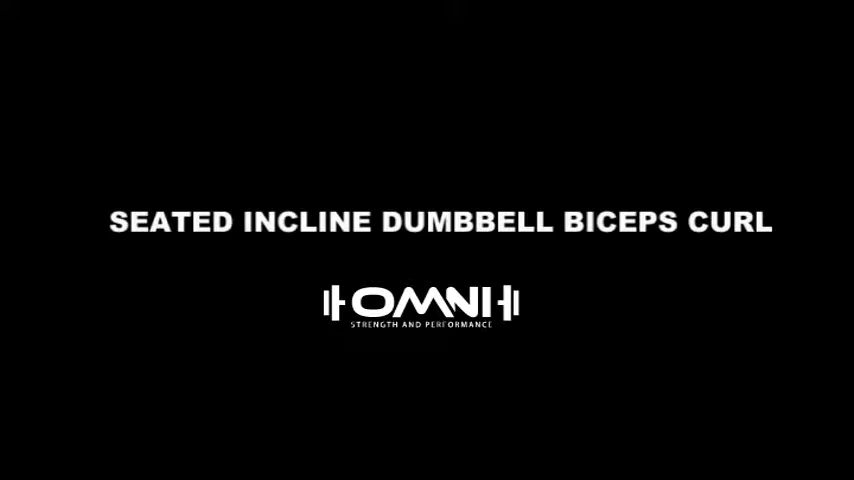 SEATED INCLINE DUMBBELL BICEPS CURL
OMNI
STRENGTH AND PERFORMANCE